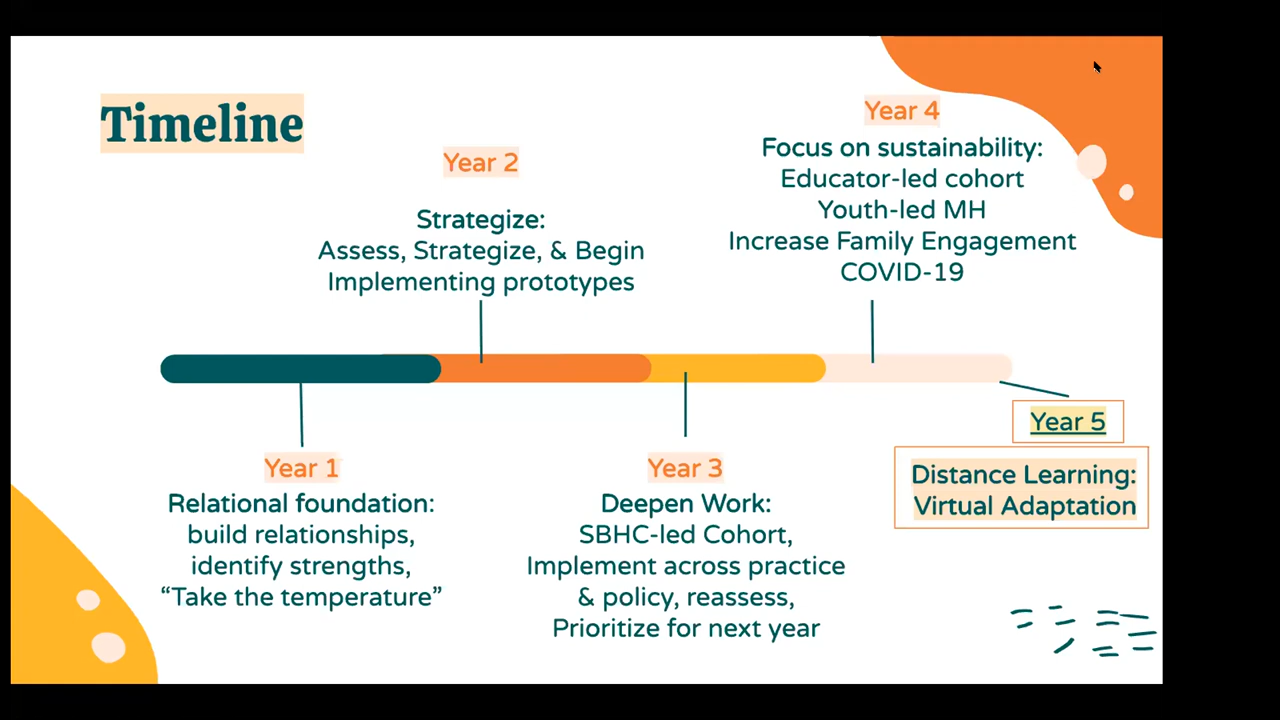 Timeline
Year 1
Relational foundation:
build relationships,
identify strengths,
“Take the temperature”
Year 2
Strategize:
Assess, Strategize, & Begin
Implementing prototypes
Year 3
Deepen Work:
SBHC-led Cohort,
Implement across practice
& policy, reassess,
Prioritize for next year
Year 4
Focus on sustainability:
Educator-led cohort
Youth-led MH
Increase Family Engagement
COVID-19
Year 5
Distance Learning:
Virtual Adaptation